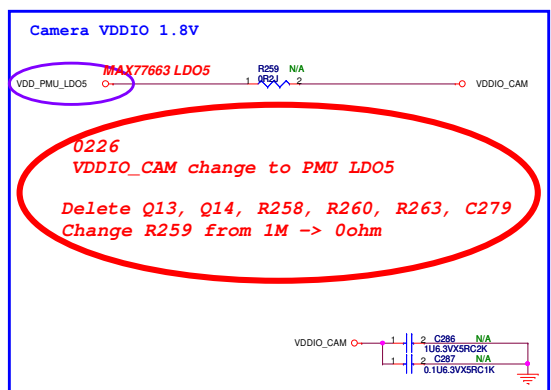 Camera VDDIO 1.8V
MAX77663 LDO5
R259 N/A
VDD_PMU_LDO5 1 0R2J 2 VDDIO_CAM
0226
VDDIO_CAM change to PMU LDO5
Delete Q13, Q14, R258, R260, R263, C279
Change R259 from 1M -> 0ohm
VDDIO_CAM 1 2 C286 N/A
1U6.3VX5RC2K
1 2 C287 N/A
0.1U6.3VX5RC1K